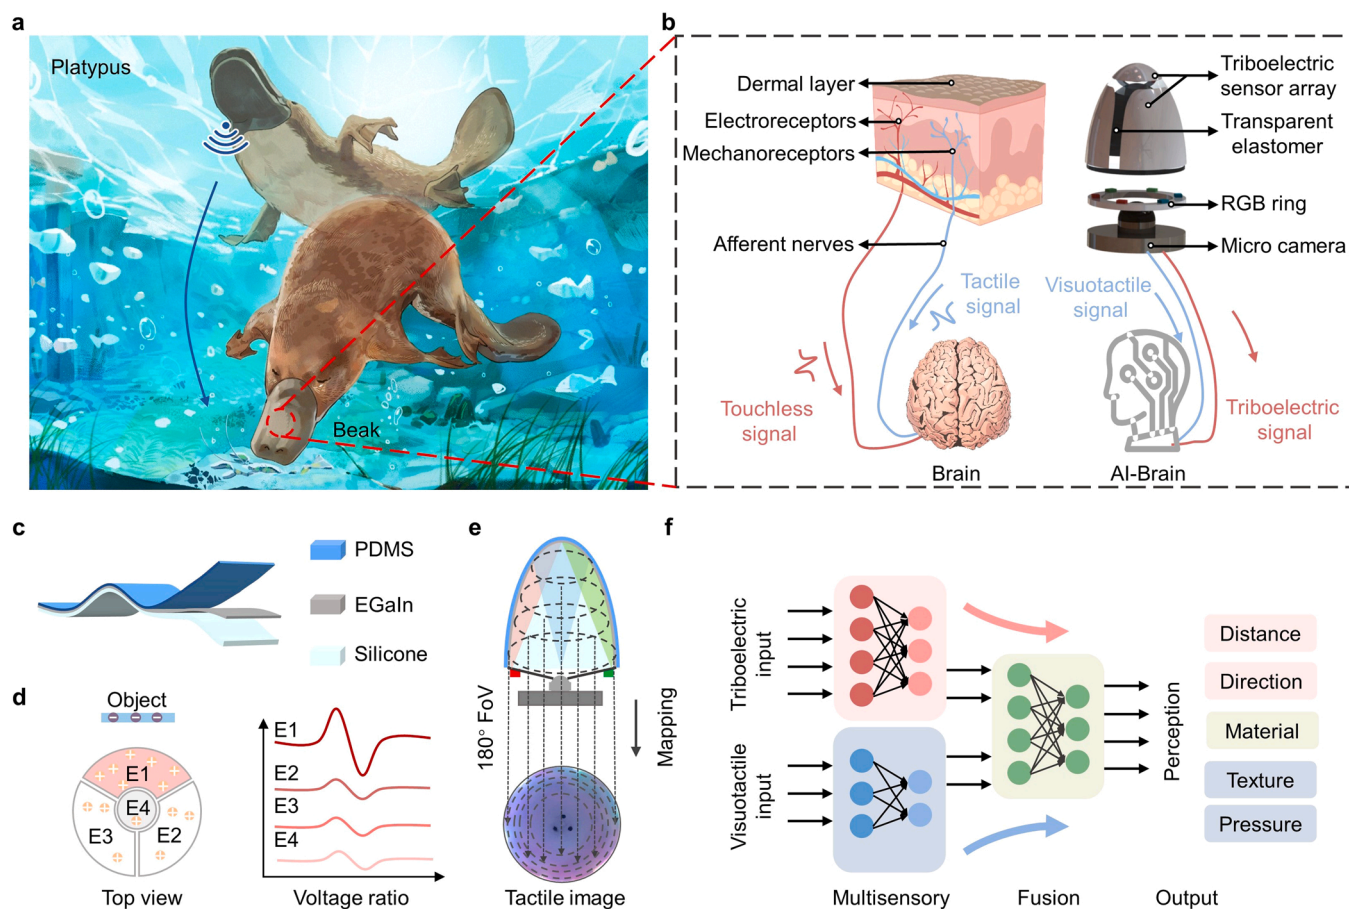 a
Platypus
Beak
b
Dermal layer
Electroreceptors
Mechanoreceptors
Afferent nerves
Tactile
signal
Touchless
signal
Brain
Triboelectric
sensor array
Transparent
elastomer
RGB ring
Micro camera
Visuotactile
signal
Triboelectric
signal
AI-Brain
c
PDMS
EGaIn
Silicone
d
Object
E1
E4
E3
E2
Top view
E1
E2
E3
E4
Voltage ratio
e
180° FoV
Mapping
Tactile image
f
Triboelectric
input
Visuotactile
input
Multisensory
Fusion
Perception
Output
Distance
Direction
Material
Texture
Pressure